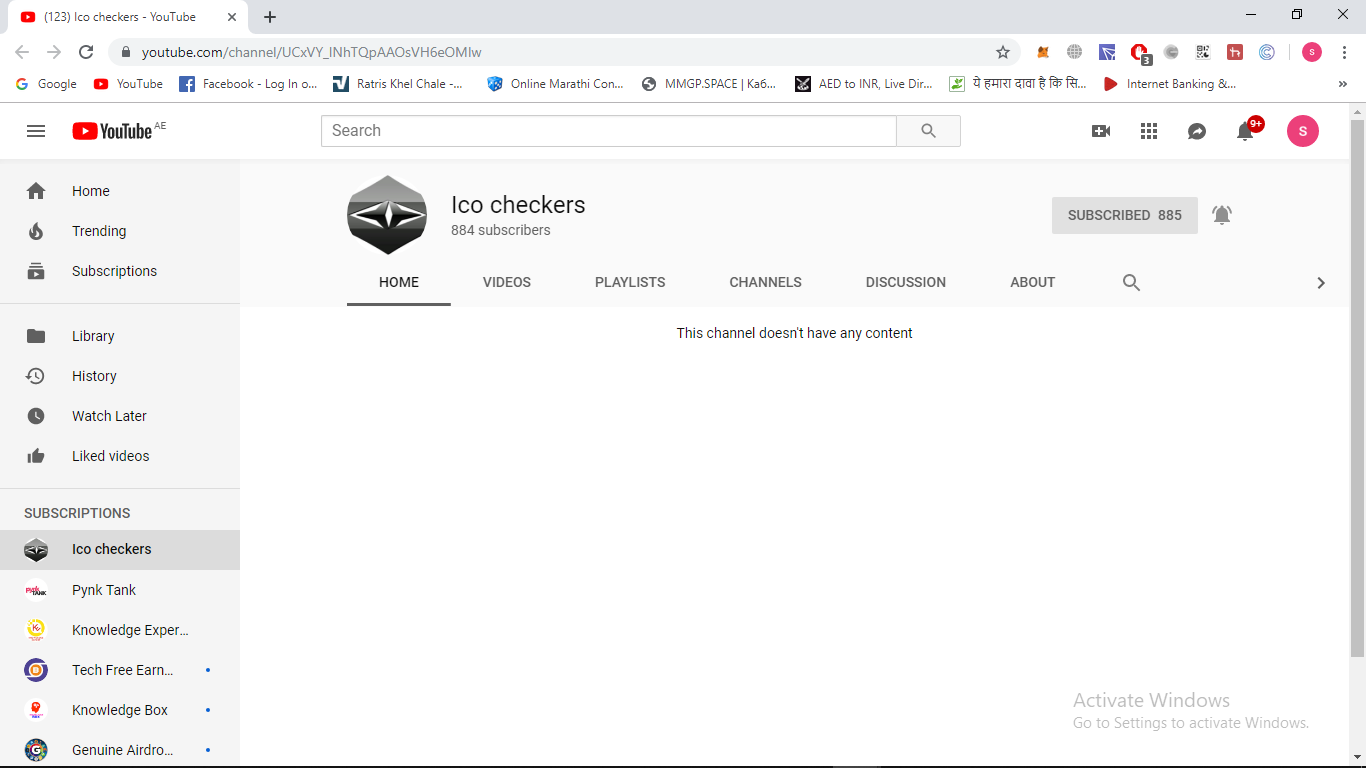 (123) Ico checkers - YouTube
youtube.com/channel/UCxVY_lNhTQpAAOsVH6eOMIw
3
s
Google
YouTube
Facebook - Log In o...
Ratris Khel Chale -...
Online Marathi Con...
MMGP.SPACE | Ka6...
AED to INR, Live Dir...
ये हमारा दावा है कि सि...
Internet Banking &...
YouTube AE
Search
9+
S
Home
Trending
Subscriptions
Library
History
Watch Later
Liked videos
SUBSCRIPTIONS
Ico checkers
Pynk Tank
Knowledge Exper...
Tech Free Earn...
Knowledge Box
Genuine Airdro...
Ico checkers
884 subscribers
SUBSCRIBED 885
HOME
VIDEOS
PLAYLISTS
CHANNELS
DISCUSSION
ABOUT
This channel doesn't have any content
Activate Windows
Go to Settings to activate Windows.